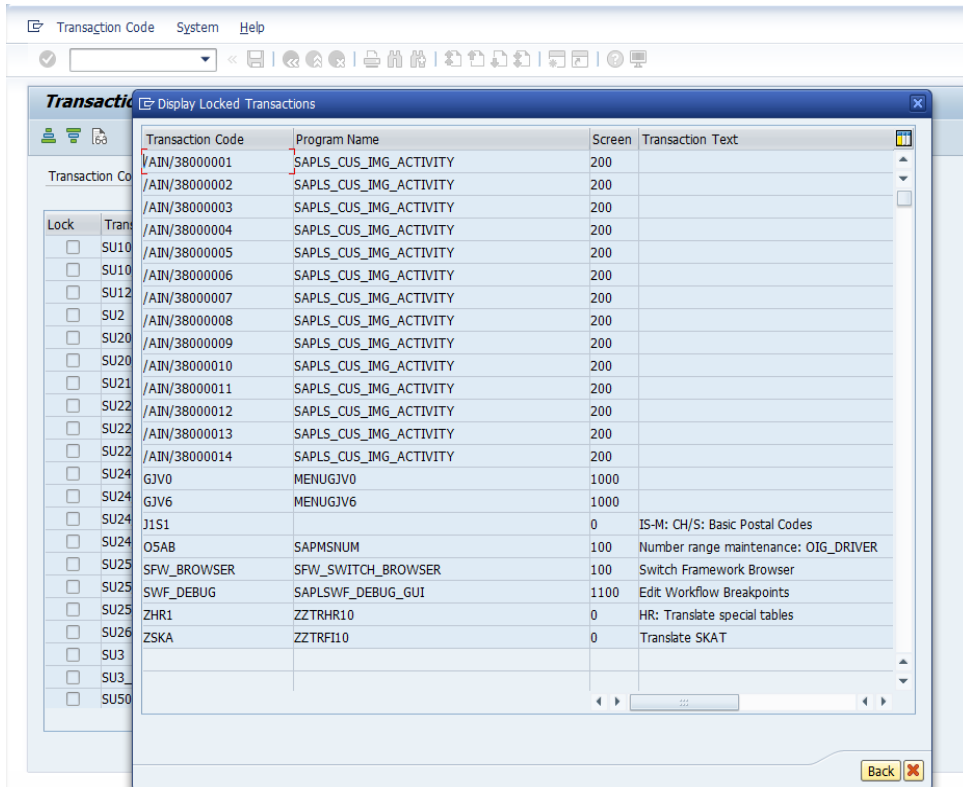 Transaction Code System Help
Transactio
Display Locked Transactions
Transaction Co
Lock Trans
SU10
SU10
SU12
SU2
SU20
SU20
SU21
SU22
SU22
SU22
SU24
SU24
SU24
SU24
SU25
SU25
SU25
SU26
SU3
SU3_
SU50
Transaction Code Program Name Screen Transaction Text
/AIN/38000001 SAPLS_CUS_IMG_ACTIVITY 200
/AIN/38000002 SAPLS_CUS_IMG_ACTIVITY 200
/AIN/38000003 SAPLS_CUS_IMG_ACTIVITY 200
/AIN/38000004 SAPLS_CUS_IMG_ACTIVITY 200
/AIN/38000005 SAPLS_CUS_IMG_ACTIVITY 200
/AIN/38000006 SAPLS_CUS_IMG_ACTIVITY 200
/AIN/38000007 SAPLS_CUS_IMG_ACTIVITY 200
/AIN/38000008 SAPLS_CUS_IMG_ACTIVITY 200
/AIN/38000009 SAPLS_CUS_IMG_ACTIVITY 200
/AIN/38000010 SAPLS_CUS_IMG_ACTIVITY 200
/AIN/38000011 SAPLS_CUS_IMG_ACTIVITY 200
/AIN/38000012 SAPLS_CUS_IMG_ACTIVITY 200
/AIN/38000013 SAPLS_CUS_IMG_ACTIVITY 200
/AIN/38000014 SAPLS_CUS_IMG_ACTIVITY 200
GJV0 MENUGJV0 1000
GJV6 MENUGJV6 1000
J1S1 0 IS-M: CH/S: Basic Postal Codes
O5AB SAPMSNUM 100 Number range maintenance: OIG_DRIVER
SFW_BROWSER SFW_SWITCH_BROWSER 100 Switch Framework Browser
SWF_DEBUG SAPLSWF_DEBUG_GUI 1100 Edit Workflow Breakpoints
ZHR1 ZZTRHR10 0 HR: Translate special tables
ZSKA ZZTRFI10 0 Translate SKAT
Back